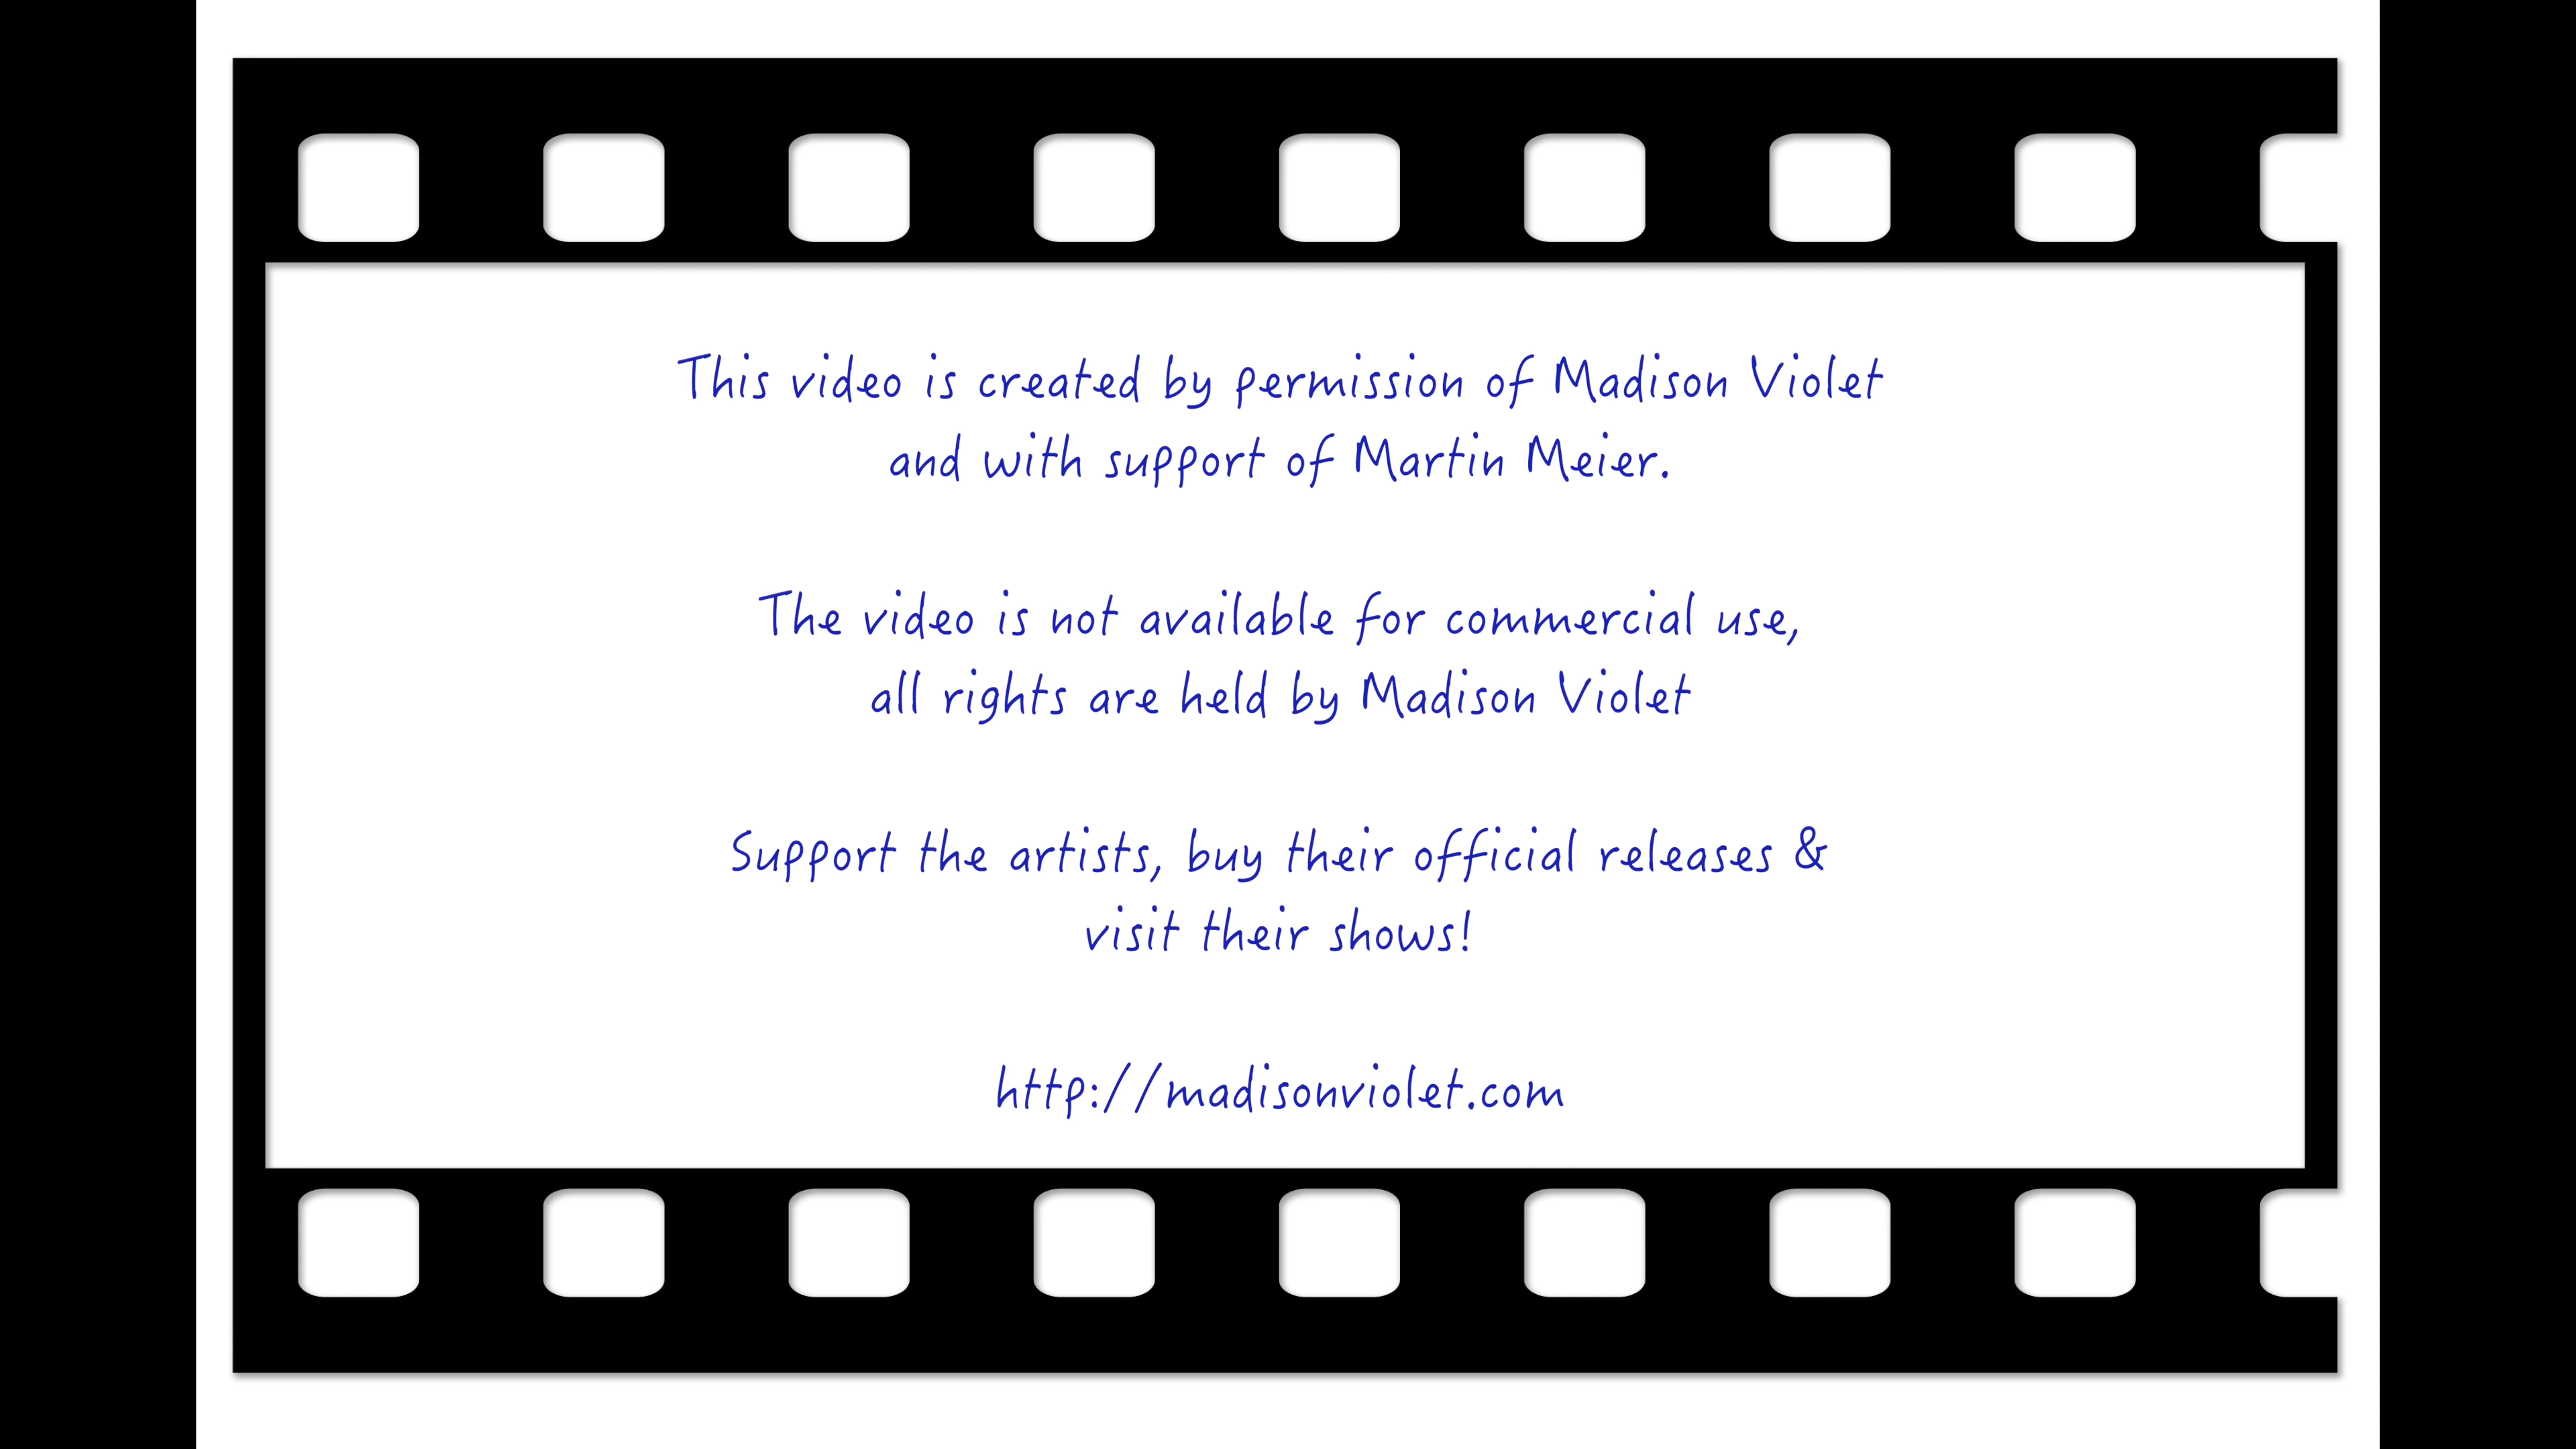 This video is created by permission of Madison Violet
and with support of Martin Meier.
The video is not available for commercial use,
all rights are held by Madison Violet
Support the artists, buy their official releases &
visit their shows!
http://madisonviolet.com